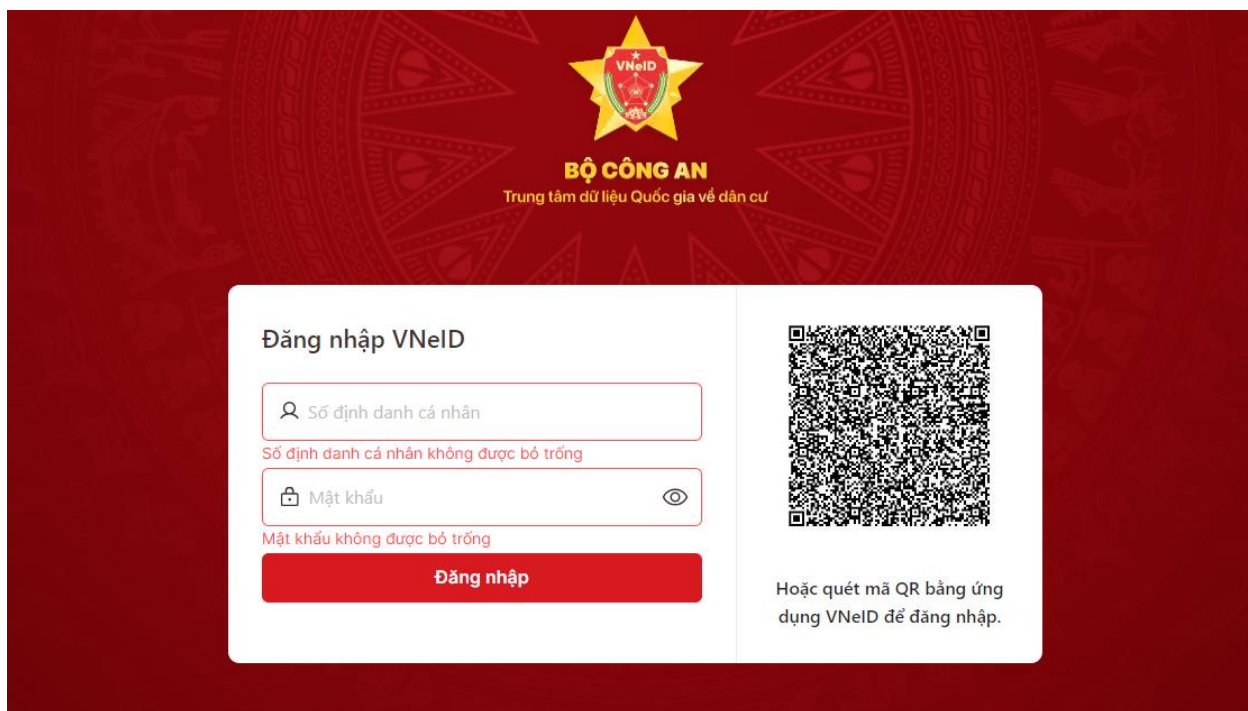 VNeID
BỘ CÔNG AN
Trung tâm dữ liệu Quốc gia về dân cư
Đăng nhập VNeID
Số định danh cá nhân
Số định danh cá nhân không được bỏ trống
Mật khẩu
Mật khẩu không được bỏ trống
Đăng nhập
Hoặc quét mã QR bằng ứng
dụng VNeID để đăng nhập.